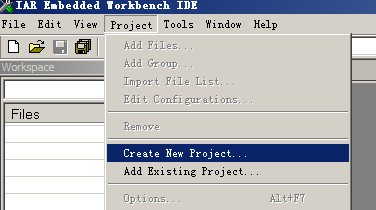 IAR Embedded Workbench IDE
File Edit View Project Tools Window Help
Add Files...
Add Group...
Import File List...
Edit Configurations...
Remove
Create New Project...
Add Existing Project...
Options... Alt+F7
Workspace
Files